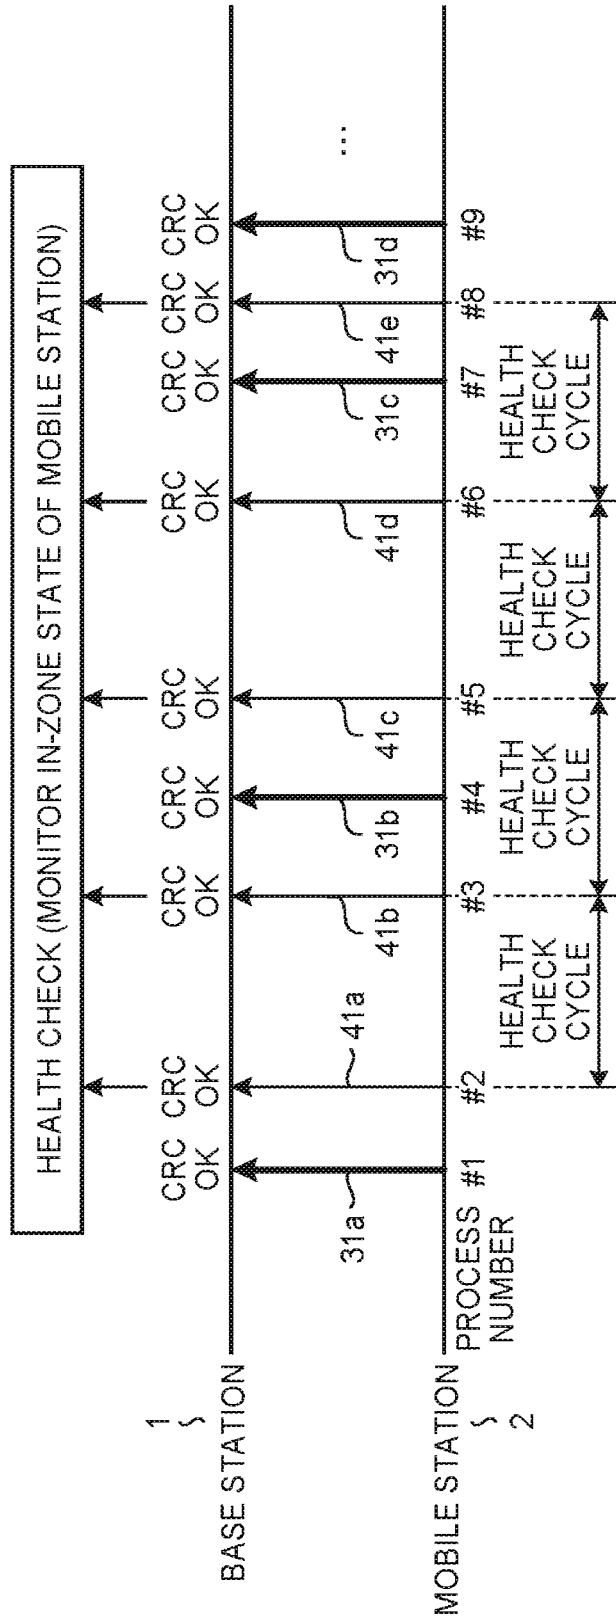 HEALTH CHECK (MONITOR IN-ZONE STATE OF MOBILE STATION)
CRC
OK
CRC
OK
CRC
OK
CRC
OK
CRC
OK
CRC
OK
CRC
OK
CRC
OK
CRC
OK
1
BASE STATION
31a
41a
41b
31b
41c
41d
31c
41e
31d
...
MOBILE STATION
2
PROCESS
NUMBER
#1
#2
#3
#4
#5
#6
#7
#8
#9
HEALTH
CHECK
CYCLE
HEALTH
CHECK
CYCLE
HEALTH
CHECK
CYCLE
HEALTH
CHECK
CYCLE